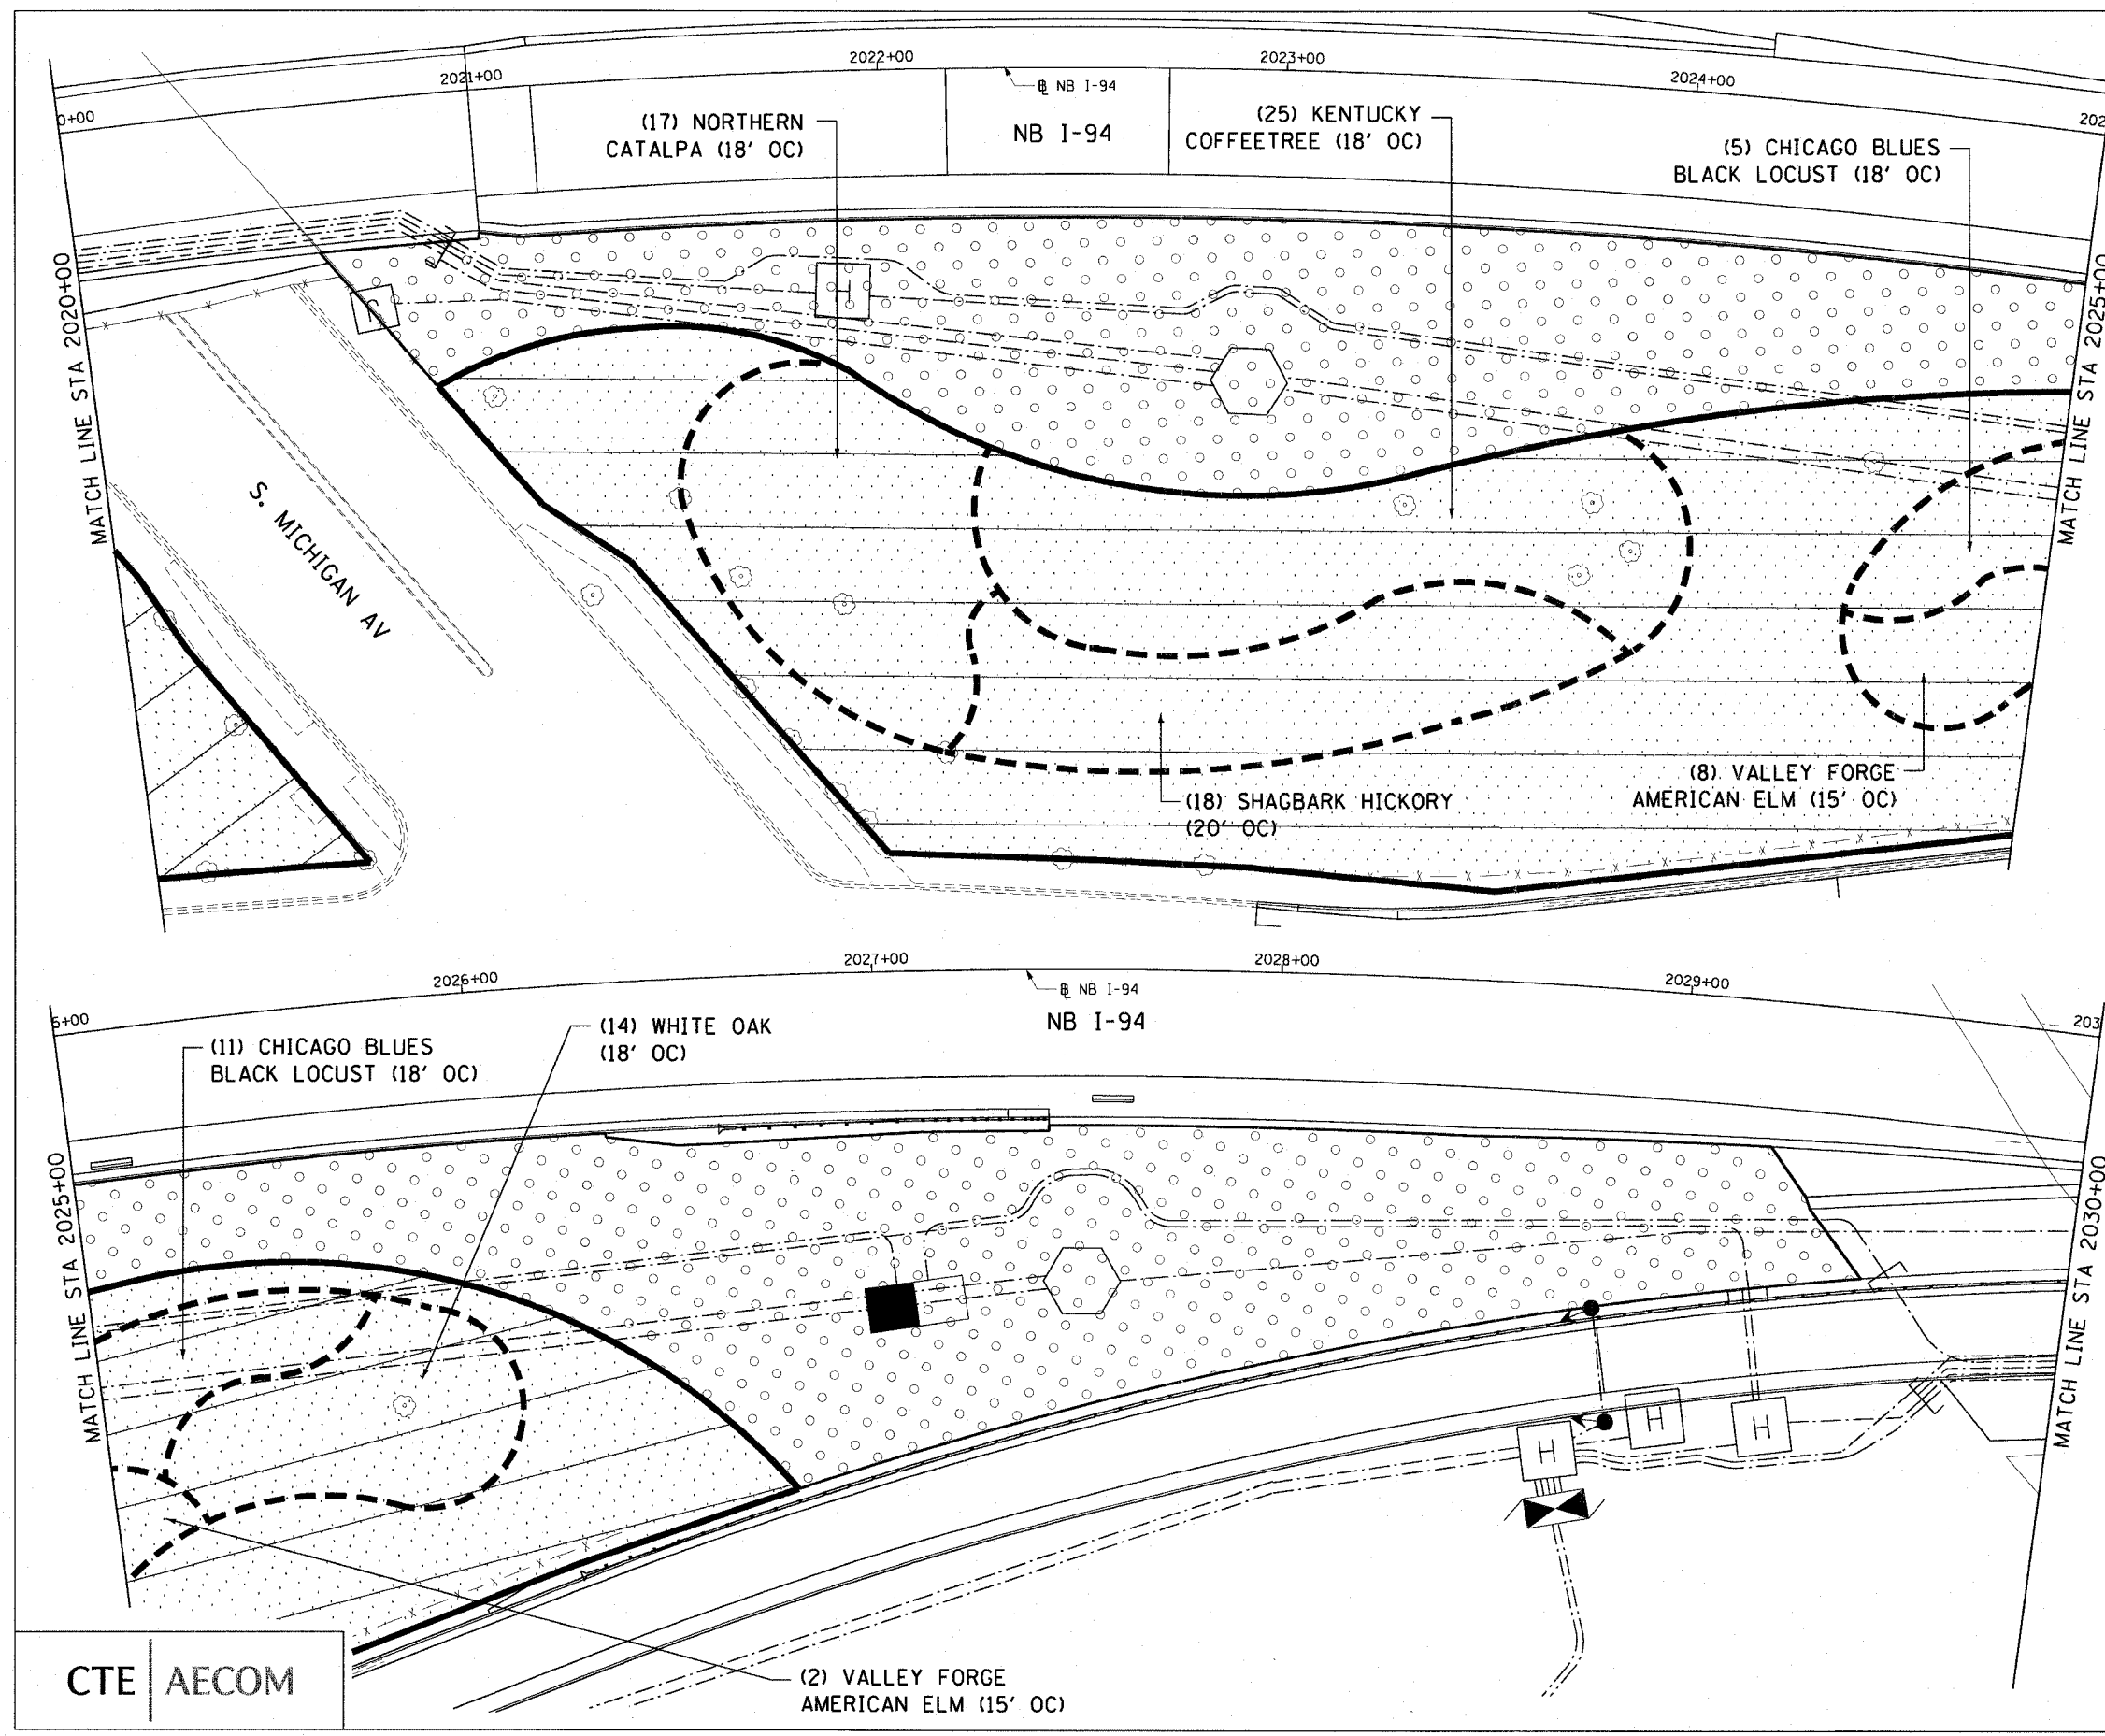 2021+00
2022+00
2023+00
2024+00
0+00
202
℄ NB I-94
NB I-94
(17) NORTHERN
CATALPA (18' OC)
(25) KENTUCKY
COFFEETREE (18' OC)
(5) CHICAGO BLUES
BLACK LOCUST (18' OC)
MATCH LINE STA 2020+00
MATCH LINE STA 2025+00
H
S. MICHIGAN AV
(18) SHAGBARK HICKORY
(20' OC)
(8) VALLEY FORGE
AMERICAN ELM (15' OC)
2026+00
2027+00
2028+00
2029+00
5+00
203
℄ NB I-94
NB I-94
(11) CHICAGO BLUES
BLACK LOCUST (18' OC)
(14) WHITE OAK
(18' OC)
MATCH LINE STA 2025+00
MATCH LINE STA 2030+00
H
H
H
(2) VALLEY FORGE
AMERICAN ELM (15' OC)
CTE AECOM